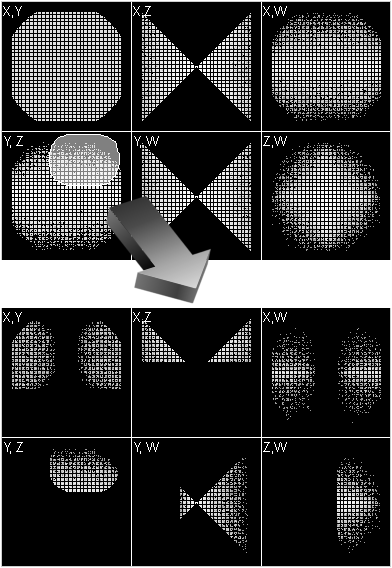 X,Y X,Z X,W
Y, Z Y, W Z,W
X,Y X,Z X,W
Y, Z Y, W Z,W